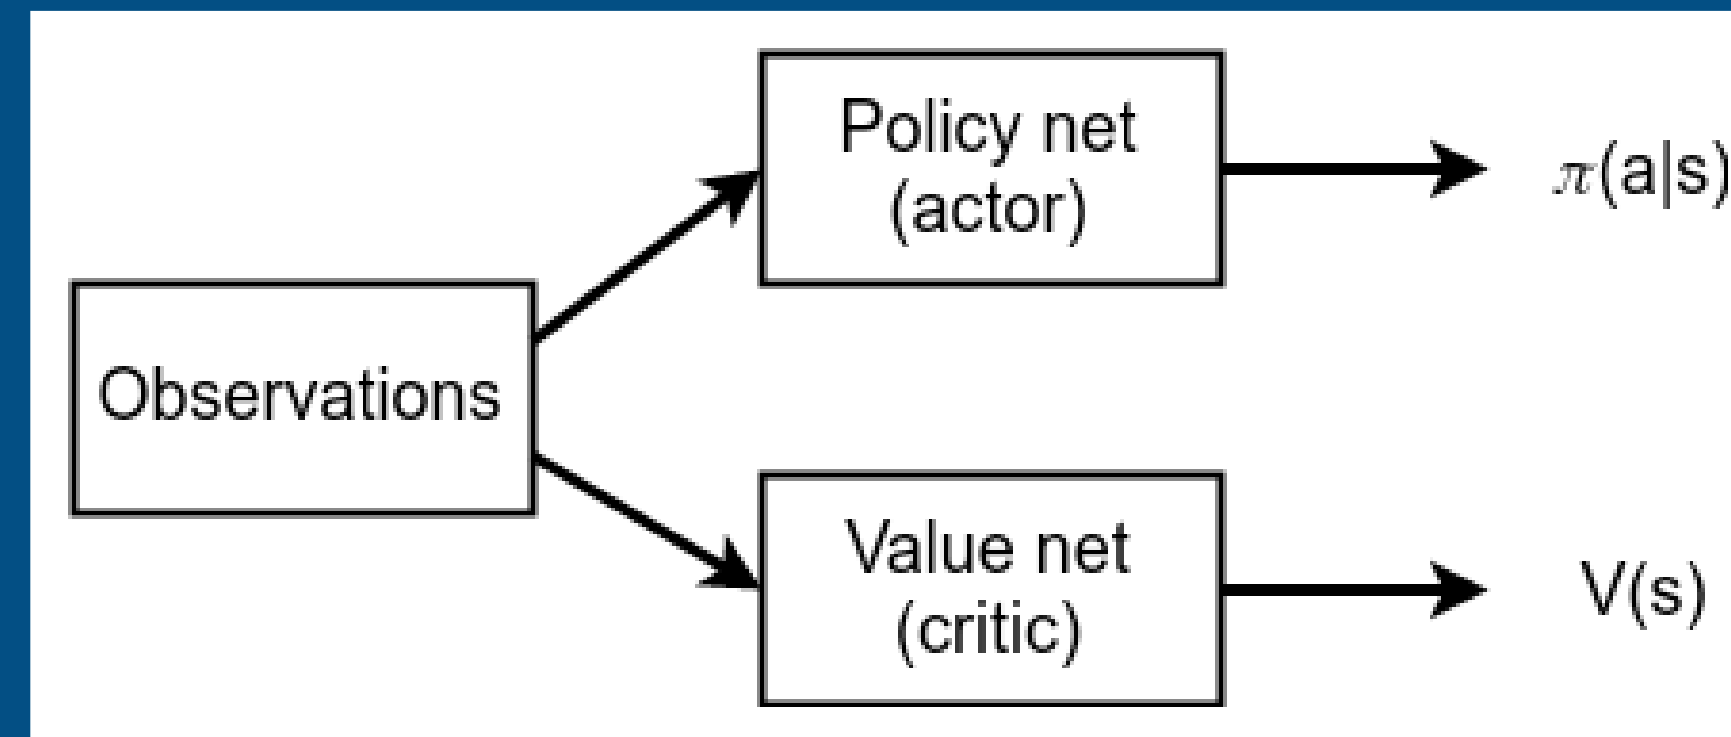 Policy net
(actor)
π(a|s)
Observations
Value net
(critic)
V(s)